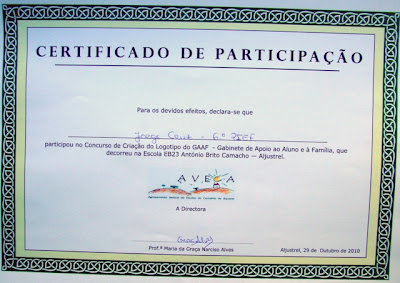 CERTIFICADO DE PARTICIPAÇÃO
Para os devidos efeitos, declara-se que
Jorge - 6º
participou no Concurso de Criação do Logotipo do GAAF - Gabinete de Apoio ao Aluno e à Família, que
decorreu na Escola EB23 António Brito Camacho — Aljustrel.
A Directora
Prof.ª Maria da Graça Narciso Alves
Aljustrel, 29 de Outubro de 2010